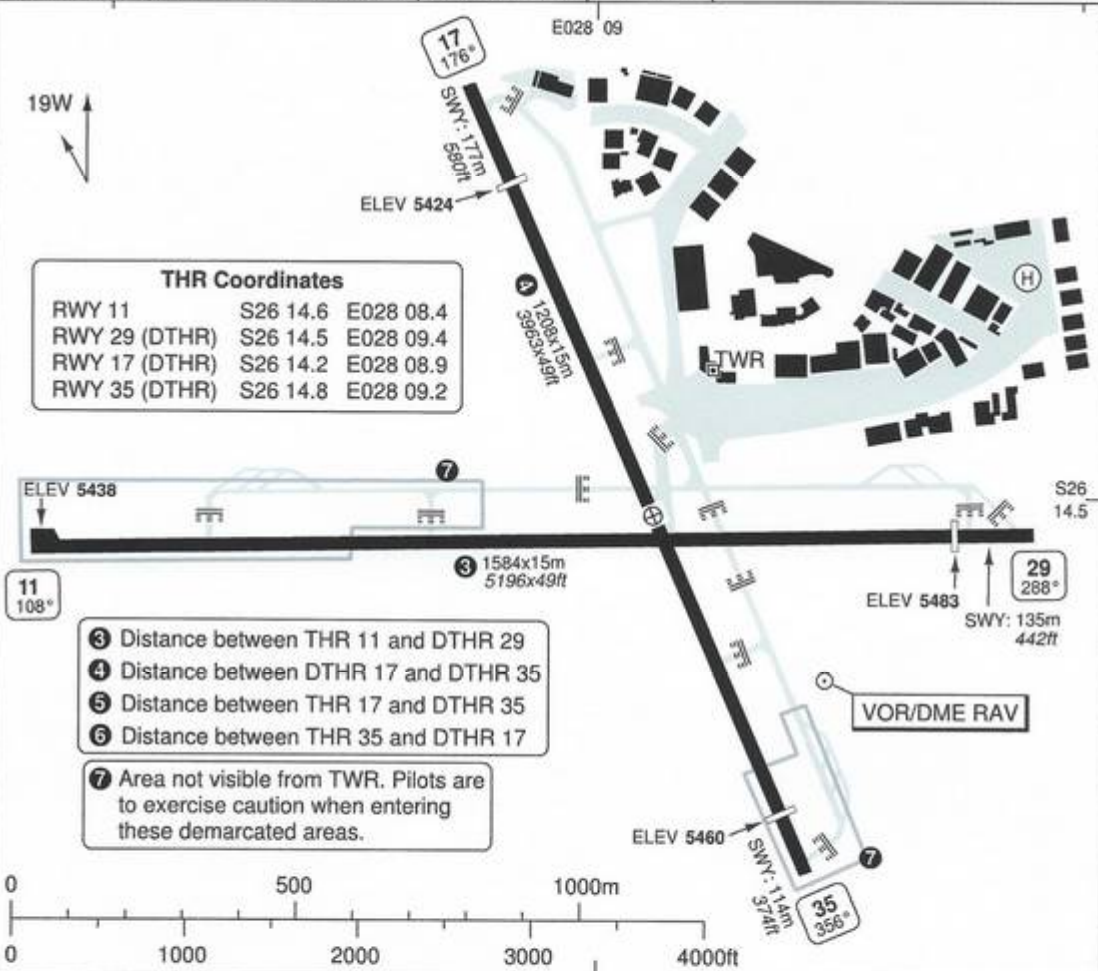 E028 09
17
176°
19W
SWY: 177m
580ft
ELEV 5424
THR Coordinates
RWY 11 S26 14.6 E028 08.4
RWY 29 (DTHR) S26 14.5 E028 09.4
RWY 17 (DTHR) S26 14.2 E028 08.9
RWY 35 (DTHR) S26 14.8 E028 09.2
4 1208x15m
3963x49ft
H
TWR
7
ELEV 5438
S26
14.5
3 1584x15m
5196x49ft
11
108°
29
288°
ELEV 5483
SWY: 135m
442ft
3 Distance between THR 11 and DTHR 29
4 Distance between DTHR 17 and DTHR 35
5 Distance between THR 17 and DTHR 35
6 Distance between THR 35 and DTHR 17
VOR/DME RAV
7 Area not visible from TWR. Pilots are
to exercise caution when entering
these demarcated areas.
ELEV 5460
7
SWY: 114m
374ft
35
356°
0 500 1000m
0 1000 2000 3000 4000ft